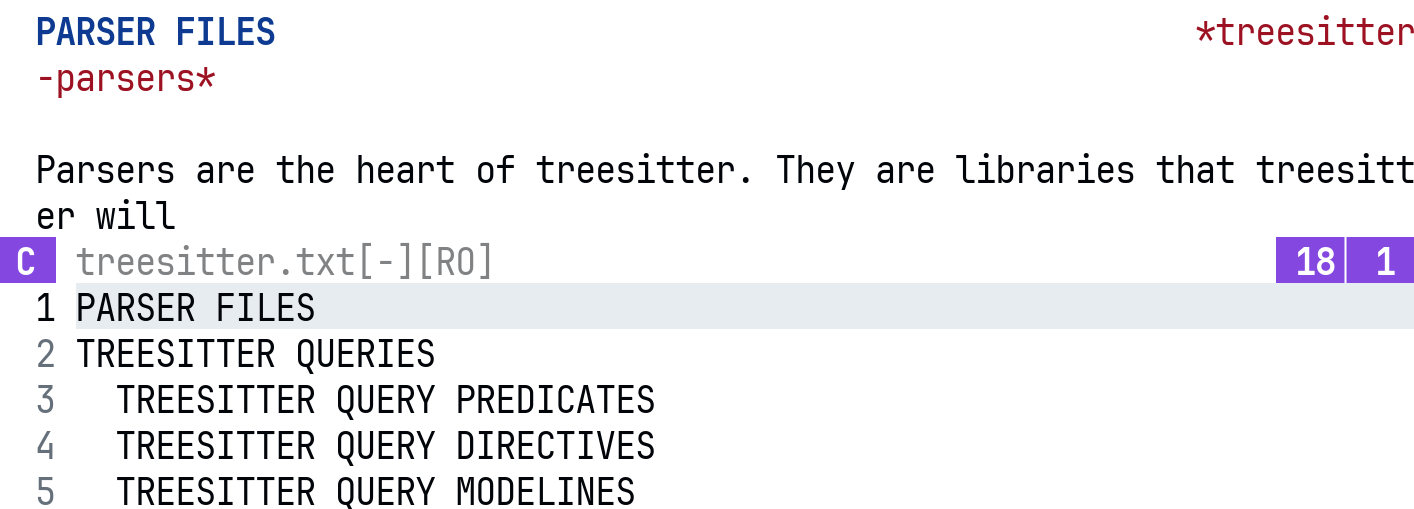 PARSER FILES *treesitter
-parsers*
Parsers are the heart of treesitter. They are libraries that treesitt
er will
C treesitter.txt[-][RO] 18 1
1 PARSER FILES
2 TREESITTER QUERIES
3 TREESITTER QUERY PREDICATES
4 TREESITTER QUERY DIRECTIVES
5 TREESITTER QUERY MODELINES